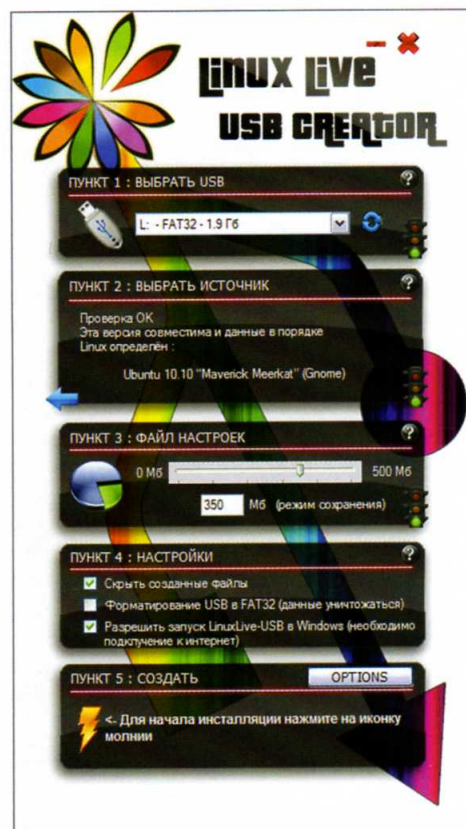 Linux Live
USB CREATOR
ПУНКТ 1 : ВЫБРАТЬ USB
?
L: - FAT32 - 1.9 Гб
ПУНКТ 2 : ВЫБРАТЬ ИСТОЧНИК
Проверка OK
Эта версия совместима и данные в порядке
Linux определён :
Ubuntu 10.10 "Maverick Meerkat" (Gnome)
ПУНКТ 3 : ФАЙЛ НАСТРОЕК
?
0 Мб
500 Мб
350 Мб (режим сохранения)
ПУНКТ 4 : НАСТРОЙКИ
?
Скрыть созданные файлы
Форматирование USB в FAT32 (данные уничтожаться)
Разрешить запуск LinuxLive-USB в Windows (необходимо
подклучение к интернет)
ПУНКТ 5 : СОЗДАТЬ
OPTIONS
<- Для начала инсталляции нажмите на иконку
молнии